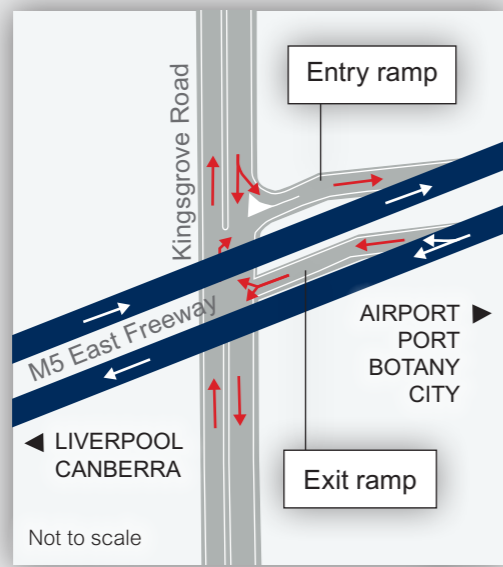 Entry ramp
Kingsgrove Road
M5 East Freeway
AIRPORT ▶
PORT
BOTANY
CITY
◀ LIVERPOOL
CANBERRA
Exit ramp
Not to scale